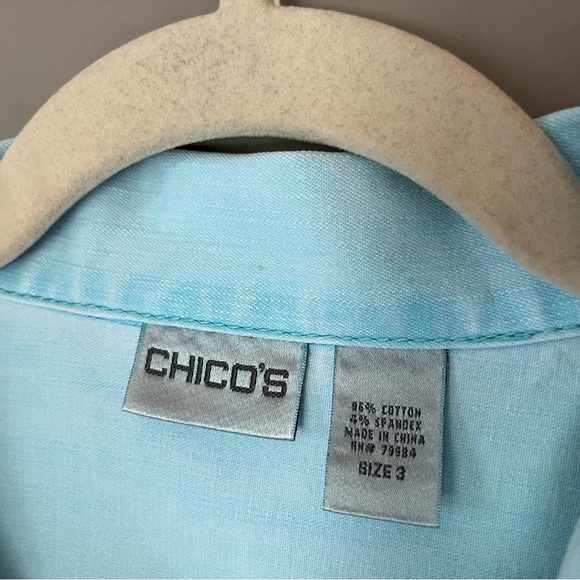 CHICO'S
96% COTTON
4% SPANDEX
MADE IN CHINA
RN# 79984
SIZE 3